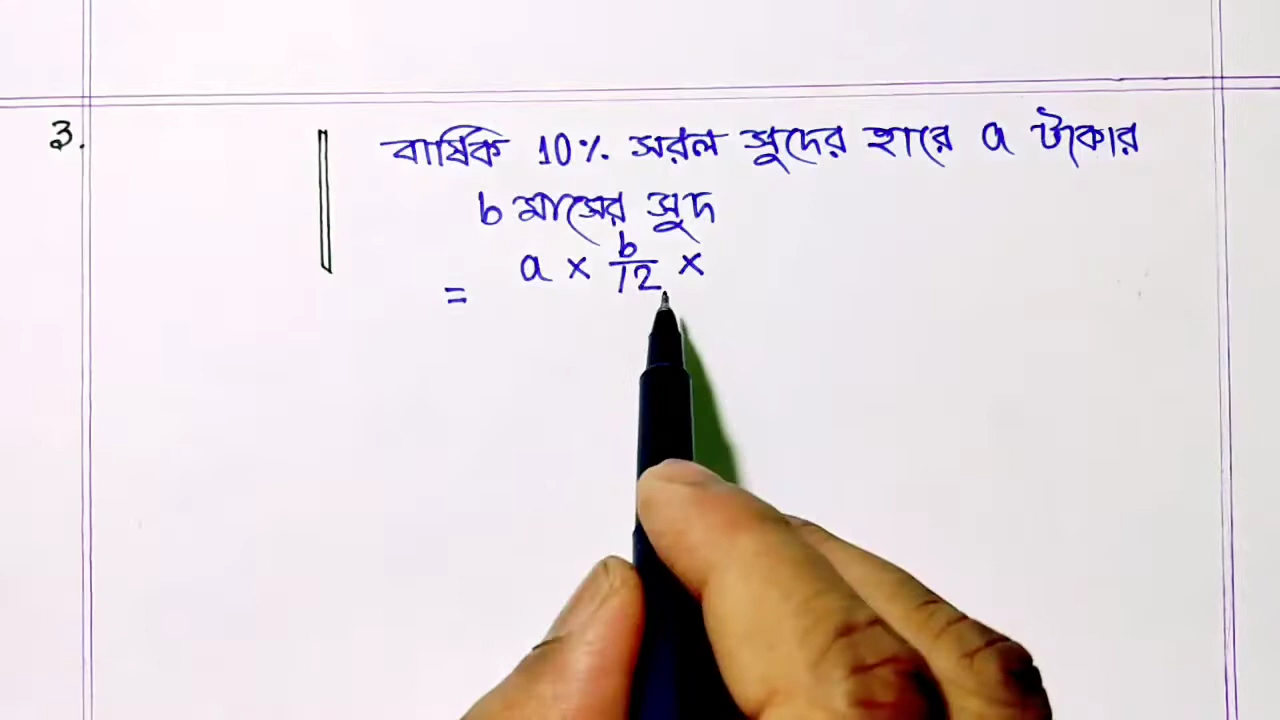 3.
বার্ষিক 10% সরল সুদের হারে a টাকার
b মাসের সুদ
= a × b/12 ×